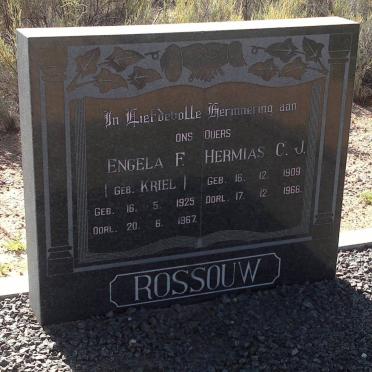 In Liefdevolle Herinnering aan
ONS OUERS
ENGELA F. HERMIAS C. J.
(GEB. KRIEL) GEB. 16. 12. 1909
GEB. 16. 5. 1925 OORL. 17. 12. 1968.
OORL. 20. 6. 1967.
ROSSOUW